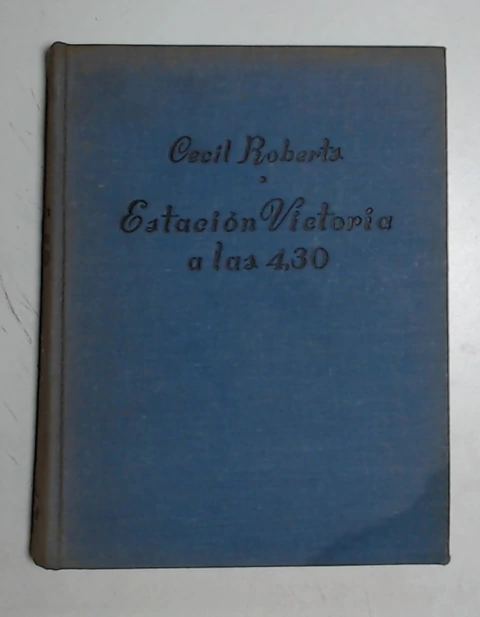 Cecil Roberts
Estación Victoria
a las 4,30